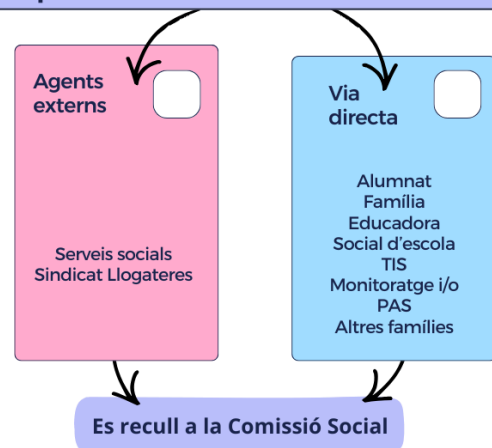 Agents
externs
Serveis socials
Sindicat Llogateres
Via
directa
Alumnat
Família
Educadora
Social d'escola
TIS
Monitoratge i/o
PAS
Altres famílies
Es recull a la Comissió Social